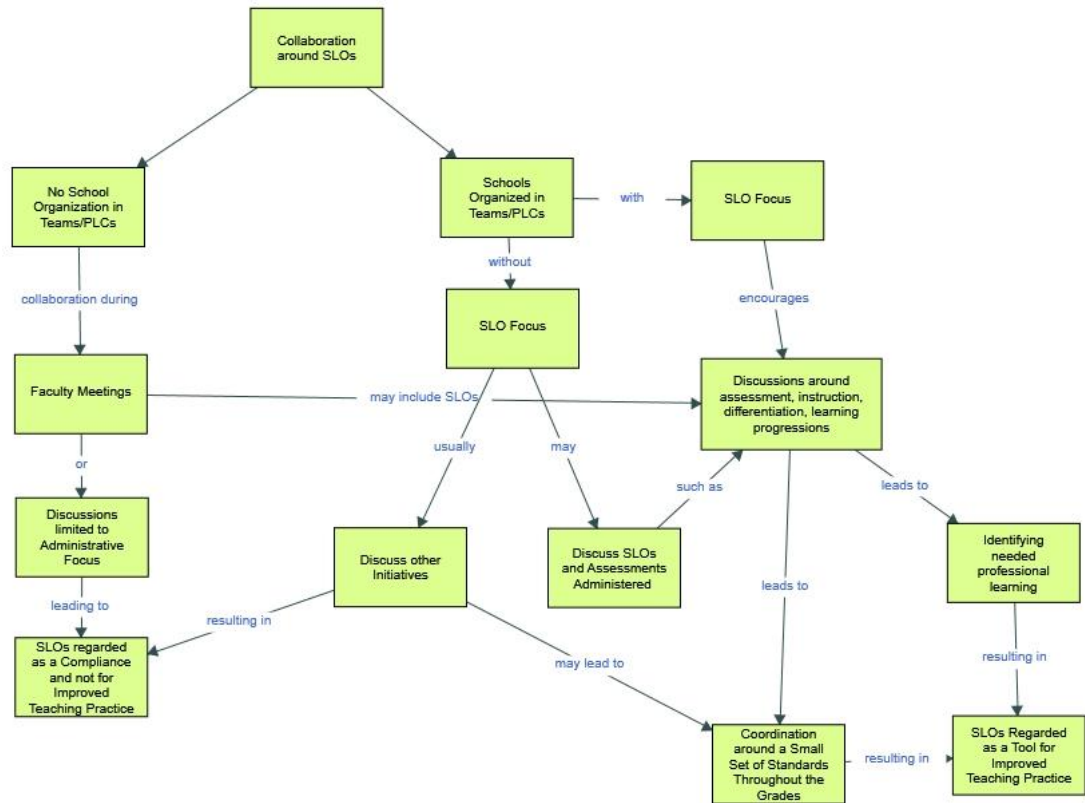 Collaboration
around SLOs
No School
Organization in
Teams/PLCs
Schools
Organized in
Teams/PLCs
with
SLO Focus
without
collaboration during
encourages
SLO Focus
Faculty Meetings
may include SLOs
Discussions around
assessment, instruction,
differentiation, learning
progressions
usually
may
or
such as
leads to
Discussions
limited to
Administrative
Focus
Discuss other
Initiatives
Discuss SLOs
and Assessments
Administered
Identifying
needed
professional
learning
leads to
leading to
resulting in
SLOs regarded
as a Compliance
and not for
Improved
Teaching Practice
may lead to
resulting in
Coordination
around a Small
Set of Standards
Throughout the
Grades
resulting in
SLOs Regarded
as a Tool for
Improved
Teaching Practice